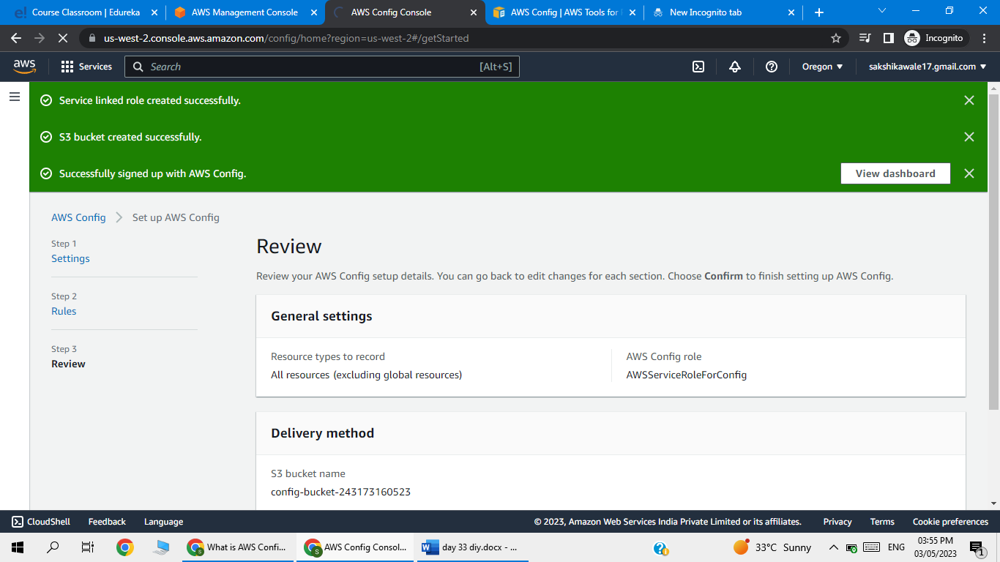 Course Classroom | Edureka
AWS Management Console
AWS Config Console
AWS Config | AWS Tools for
New Incognito tab
us-west-2.console.aws.amazon.com/config/home?region=us-west-2#/getStarted
Incognito
aws
Services
Search
[Alt+S]
Oregon
sakshikawale17.gmail.com
Service linked role created successfully.
S3 bucket created successfully.
Successfully signed up with AWS Config.
View dashboard
AWS Config
Set up AWS Config
Step 1
Settings
Step 2
Rules
Step 3
Review
Review
Review your AWS Config setup details. You can go back to edit changes for each section. Choose Confirm to finish setting up AWS Config.
General settings
Resource types to record
All resources (excluding global resources)
AWS Config role
AWSServiceRoleForConfig
Delivery method
S3 bucket name
config-bucket-243173160523
CloudShell
Feedback
Language
© 2023, Amazon Web Services India Private Limited or its affiliates.
Privacy
Terms
Cookie preferences
What is AWS Confi...
AWS Config Consol...
day 33 diy.docx - ...
33°C Sunny
ENG
03:55 PM
03/05/2023
1